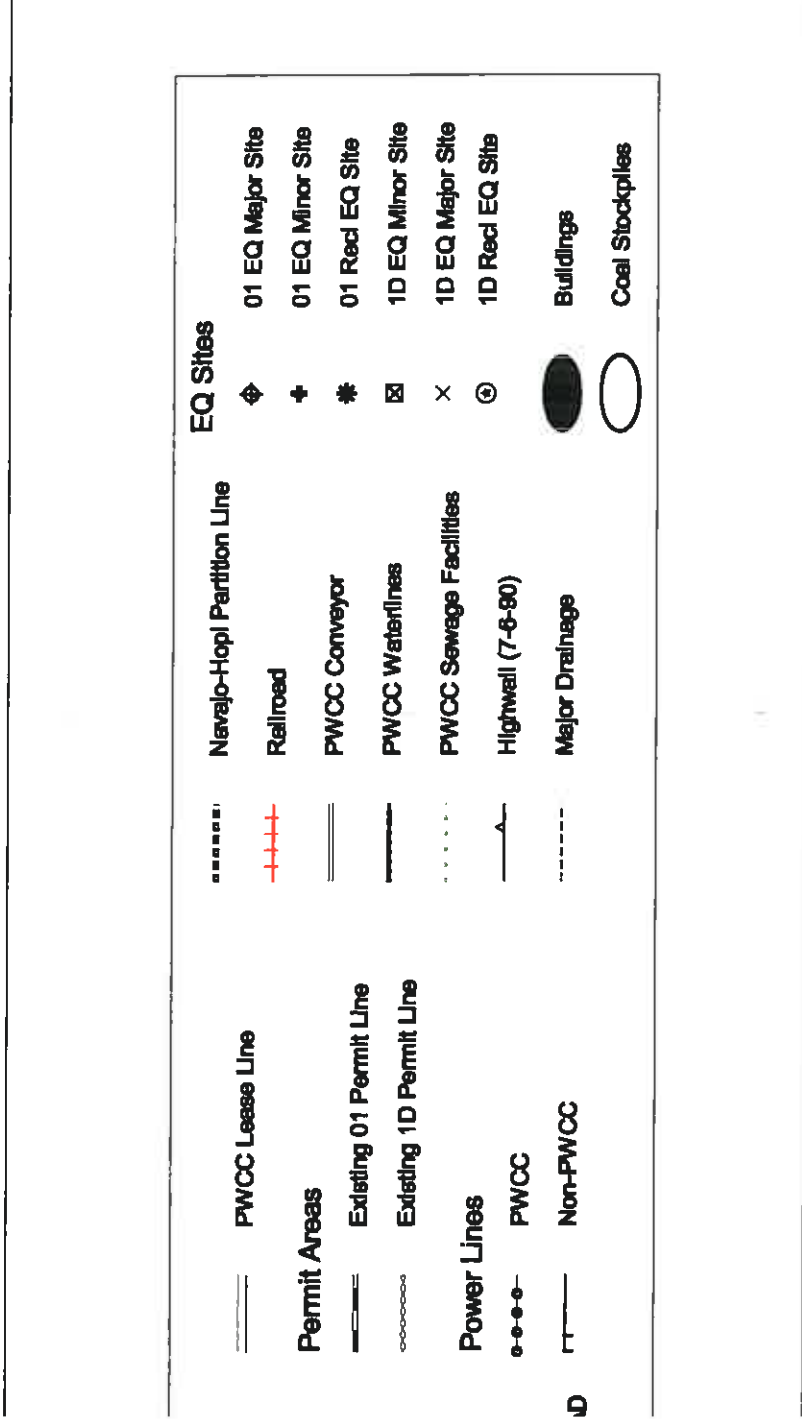 PWCC Lease Line
Permit Areas
Existing 01 Permit Line
Existing 1D Permit Line
Power Lines
PWCC
Non-PWCC
AD
Navajo-Hopi Partition Line
Railroad
PWCC Conveyor
PWCC Waterlines
PWCC Sewage Facilities
Highwall (7-6-90)
Major Drainage
EQ Sites
01 EQ Major Site
01 EQ Minor Site
01 Recl EQ Site
1D EQ Minor Site
1D EQ Major Site
1D Recl EQ Site
Buildings
Coal Stockpiles